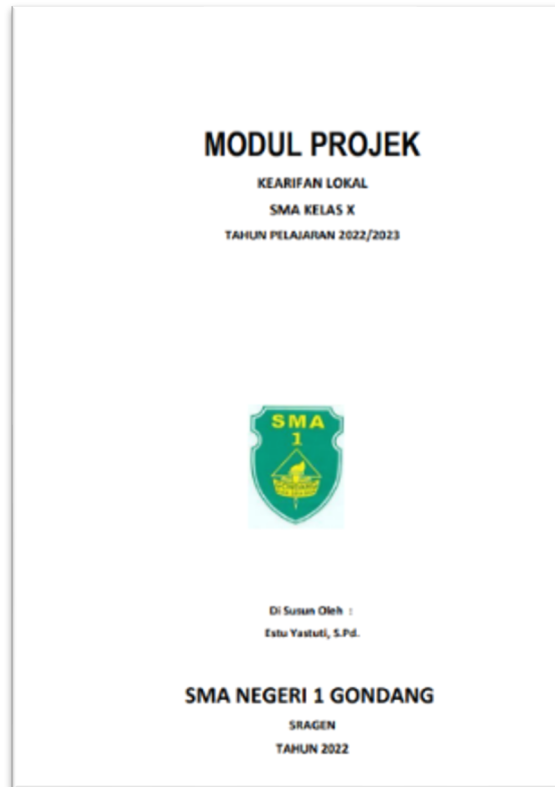 MODUL PROJEK
KEARIFAN LOKAL
SMA KELAS X
TAHUN PELAJARAN 2022/2023
SMA
1
GONDANG
Di Susun Oleh :
Estu Yastuti, S.Pd.
SMA NEGERI 1 GONDANG
SRAGEN
TAHUN 2022